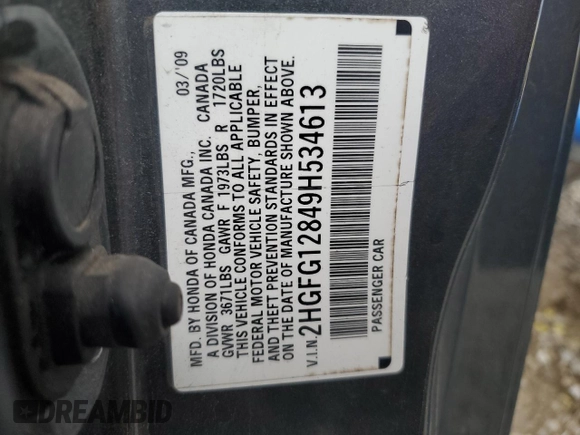 MFD. BY HONDA OF CANADA MFG., 03/'09
A DIVISION OF HONDA CANADA INC. CANADA
GVWR 3671LBS GAWR F 1973LBS R 1720LBS
THIS VEHICLE CONFORMS TO ALL APPLICABLE
FEDERAL MOTOR VEHICLE SAFETY, BUMPER,
AND THEFT PREVENTION STANDARDS IN EFFECT
ON THE DATE OF MANUFACTURE SHOWN ABOVE.
V.I.N. 2HGFG12849H534613
PASSENGER CAR
DREAMBID